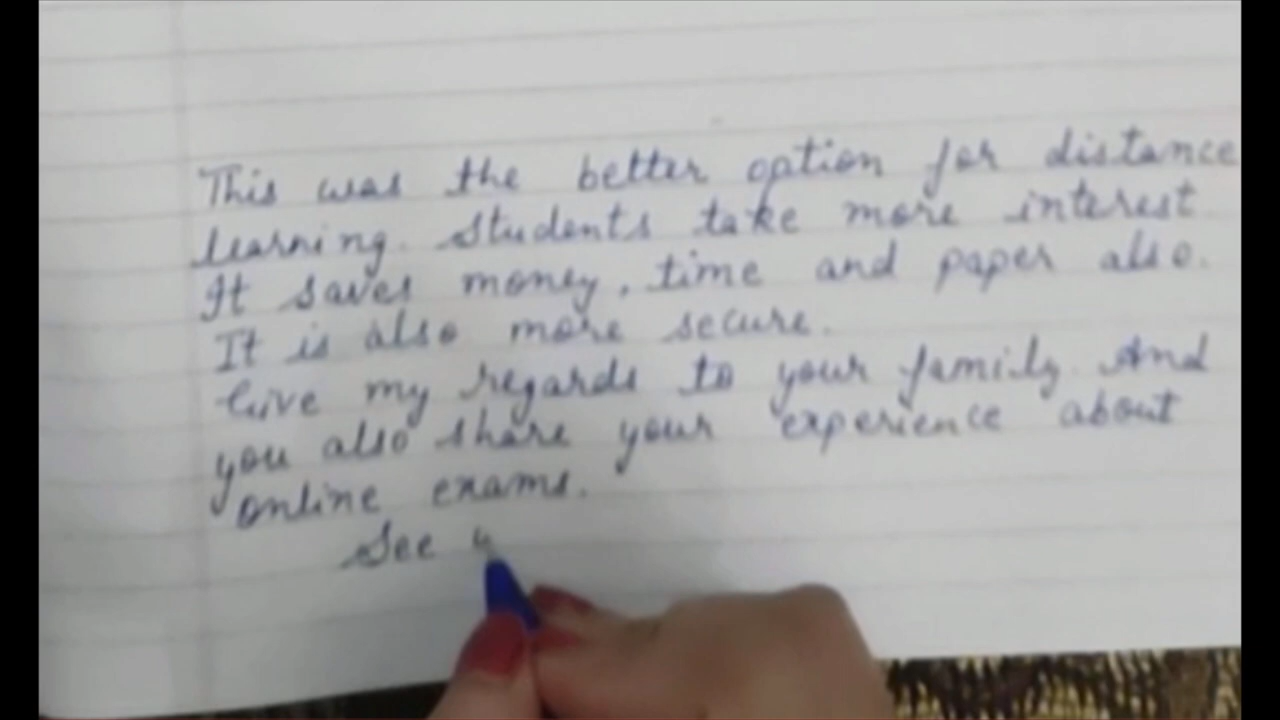 This was the better option for distance
learning. Students take more interest
It saves money, time and paper also.
It is also more secure.
Give my regards to your family. And
you also share your experience about
online exams.
See